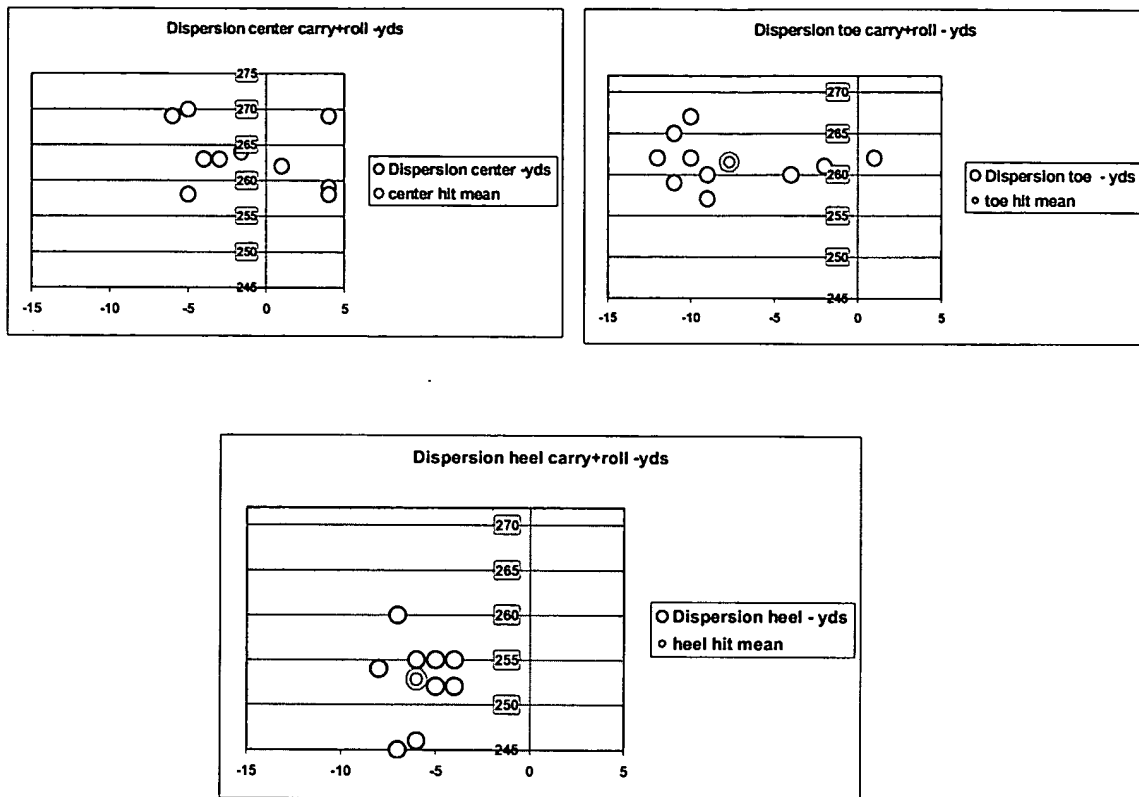 Dispersion center carry+roll -yds
275
270
265
260
255
250
245
-15 -10 -5 0 5
Dispersion center -yds
center hit mean
Dispersion toe carry+roll - yds
270
265
260
255
250
245
-15 -10 -5 0 5
Dispersion toe - yds
toe hit mean
Dispersion heel carry+roll -yds
270
265
260
255
250
245
-15 -10 -5 0 5
Dispersion heel - yds
heel hit mean